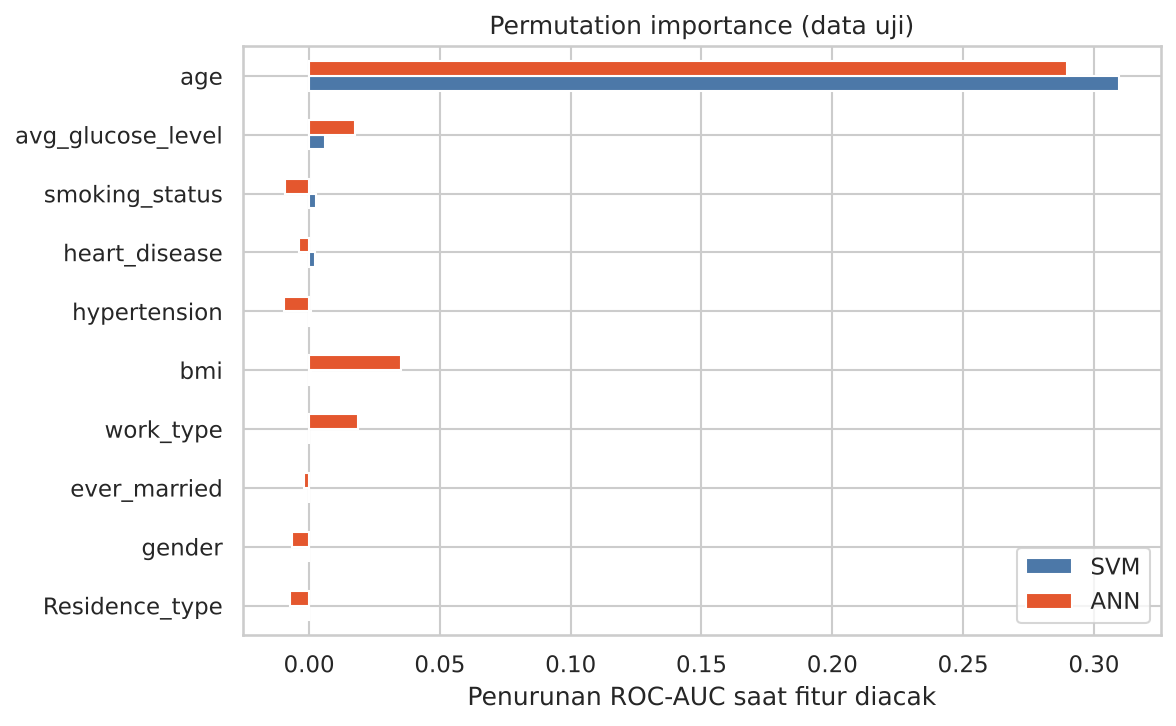 Permutation importance (data uji)
age
avg_glucose_level
smoking_status
heart_disease
hypertension
bmi
work_type
ever_married
gender
Residence_type
SVM
ANN
0.00 0.05 0.10 0.15 0.20 0.25 0.30
Penurunan ROC-AUC saat fitur diacak